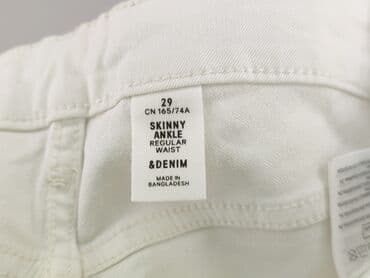 29
CN 165/74A
SKINNY
ANKLE
REGULAR
WAIST
&DENIM
MADE IN
BANGLADESH